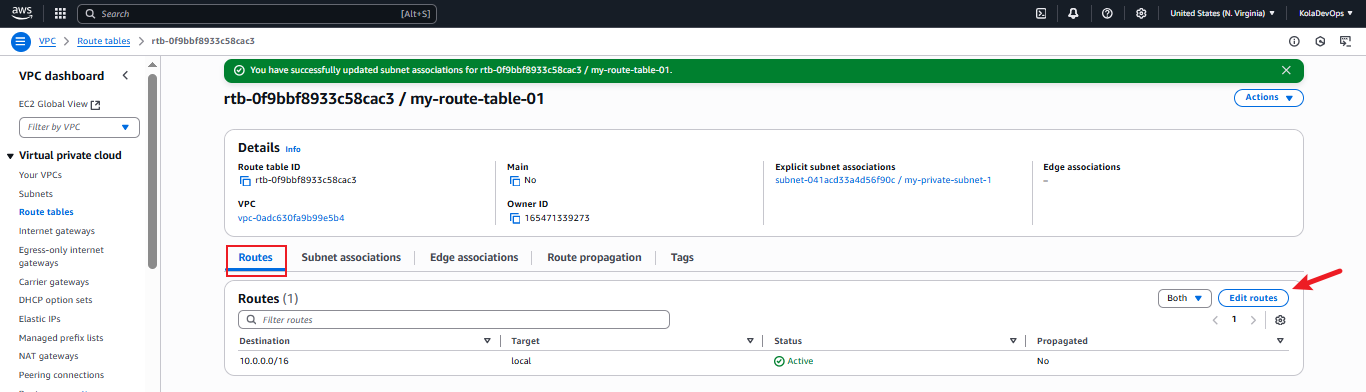 aws
Search [Alt+S] United States (N. Virginia) KolaDevOps
VPC Route tables rtb-0f9bbf8933c58cac3
VPC dashboard
EC2 Global View
Filter by VPC
Virtual private cloud
Your VPCs
Subnets
Route tables
Internet gateways
Egress-only internet
gateways
Carrier gateways
DHCP option sets
Elastic IPs
Managed prefix lists
NAT gateways
Peering connections
You have successfully updated subnet associations for rtb-0f9bbf8933c58cac3 / my-route-table-01.
rtb-0f9bbf8933c58cac3 / my-route-table-01
Actions
Details Info
Route table ID Main Explicit subnet associations Edge associations
rtb-0f9bbf8933c58cac3 No subnet-041acd33a4d56f90c / my-private-subnet-1 –
VPC Owner ID
vpc-0adc630fa9b99e5b4 165471339273
Routes Subnet associations Edge associations Route propagation Tags
Routes (1) Both Edit routes
Filter routes 1
Destination Target Status Propagated
10.0.0.0/16 local Active No